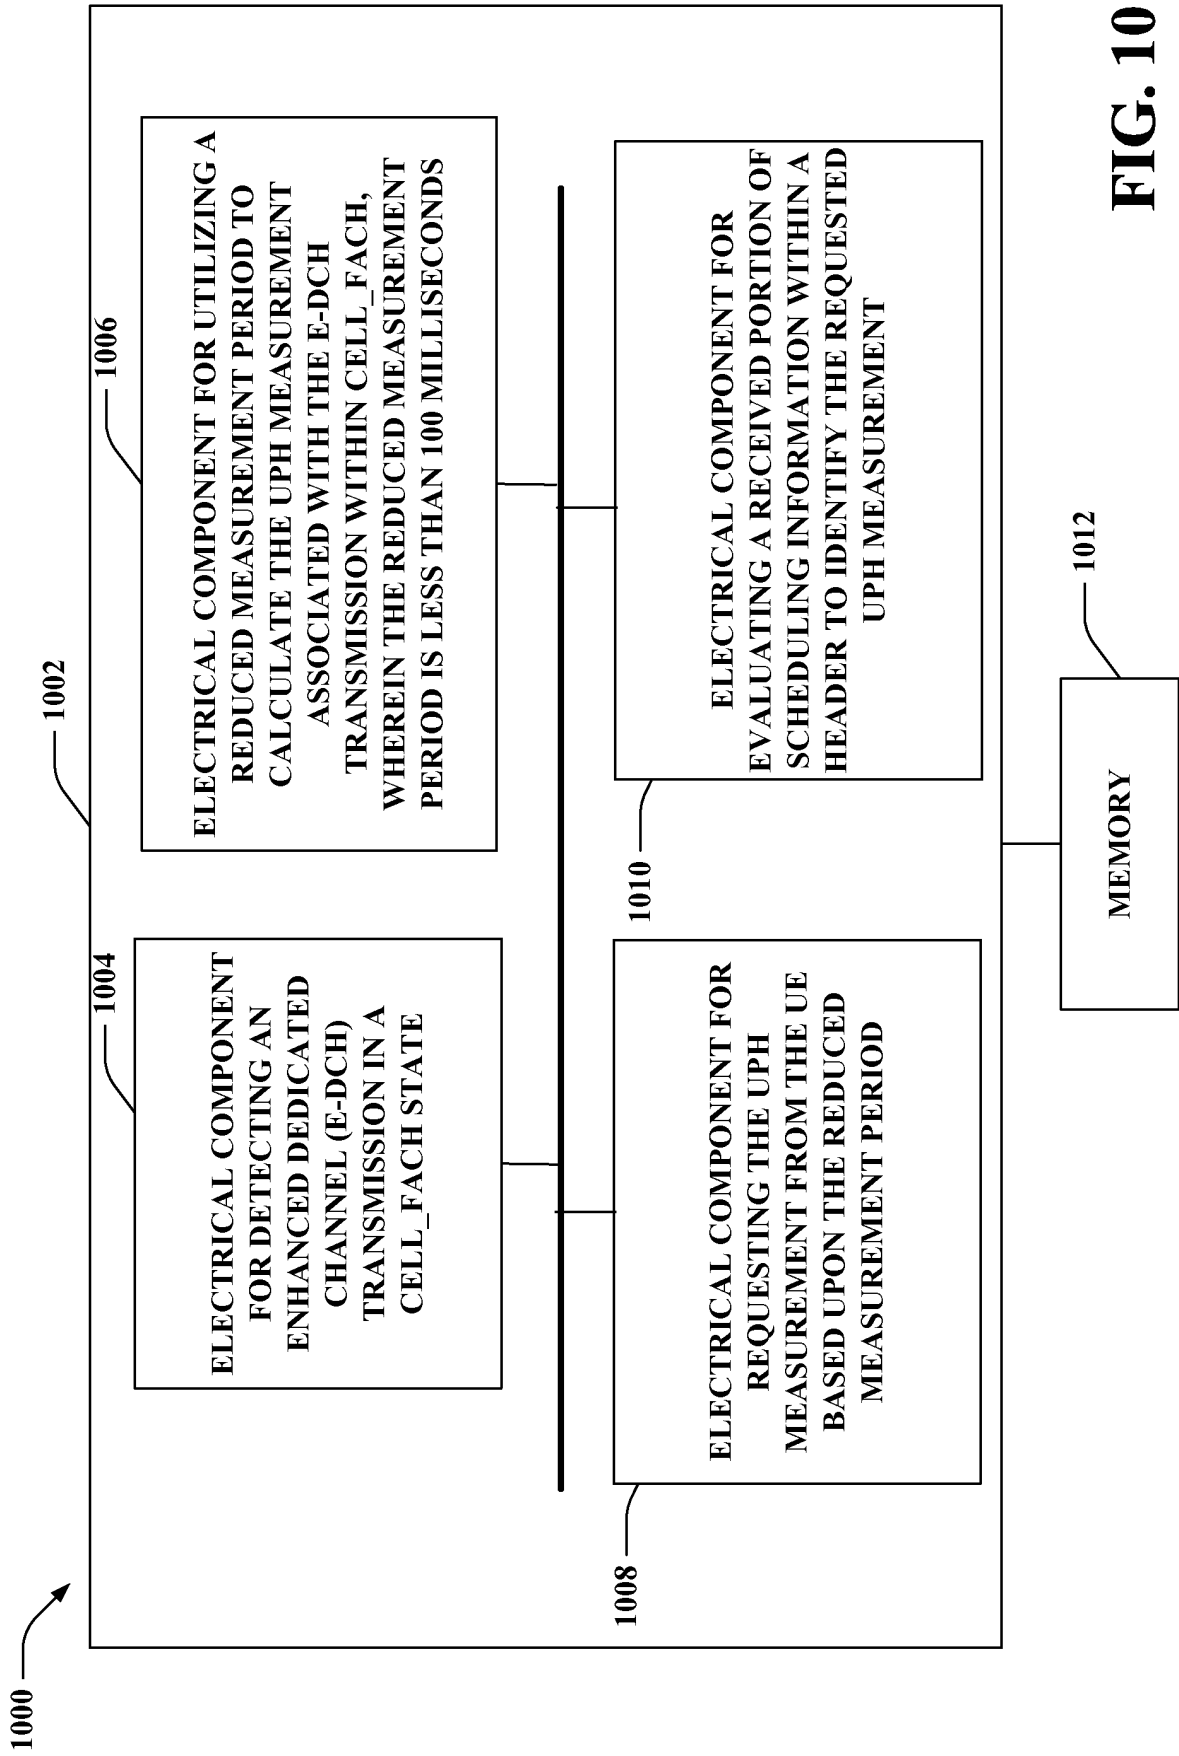 1000
1002
1004
ELECTRICAL COMPONENT
FOR DETECTING AN
ENHANCED DEDICATED
CHANNEL (E-DCH)
TRANSMISSION IN A
CELL_FACH STATE
1006
ELECTRICAL COMPONENT FOR UTILIZING A
REDUCED MEASUREMENT PERIOD TO
CALCULATE THE UPH MEASUREMENT
ASSOCIATED WITH THE E-DCH
TRANSMISSION WITHIN CELL_FACH,
WHEREIN THE REDUCED MEASUREMENT
PERIOD IS LESS THAN 100 MILLISECONDS
1008
ELECTRICAL COMPONENT FOR
REQUESTING THE UPH
MEASUREMENT FROM THE UE
BASED UPON THE REDUCED
MEASUREMENT PERIOD
1010
ELECTRICAL COMPONENT FOR
EVALUATING A RECEIVED PORTION OF
SCHEDULING INFORMATION WITHIN A
HEADER TO IDENTIFY THE REQUESTED
UPH MEASUREMENT
1012
MEMORY
FIG. 10